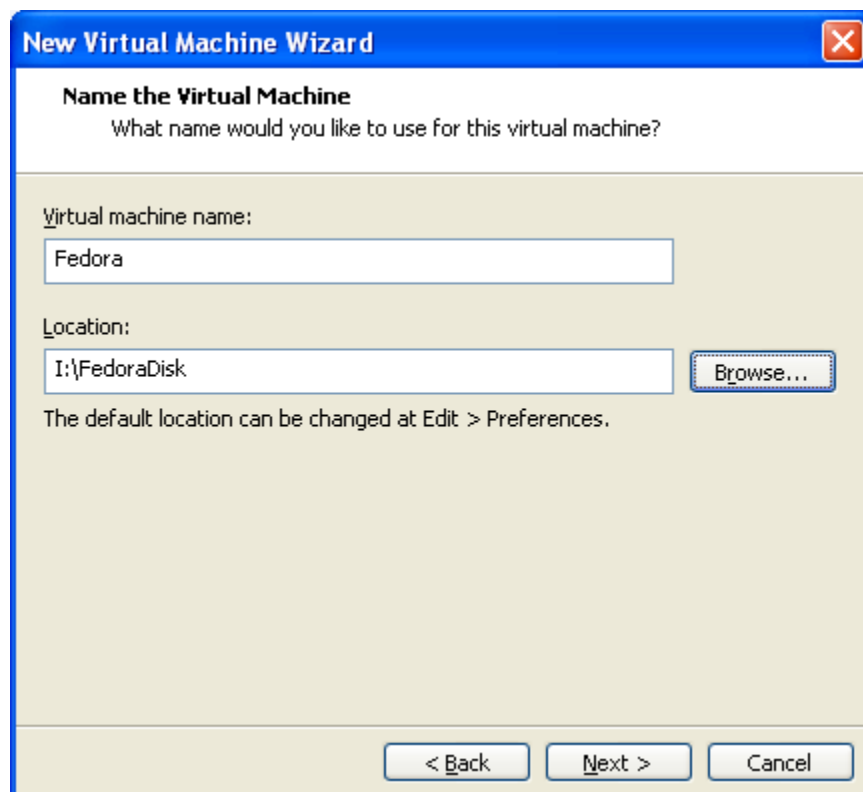 New Virtual Machine Wizard
Name the Virtual Machine
What name would you like to use for this virtual machine?
Virtual machine name:
Fedora
Location:
I:\FedoraDisk
Browse...
The default location can be changed at Edit > Preferences.
< Back
Next >
Cancel